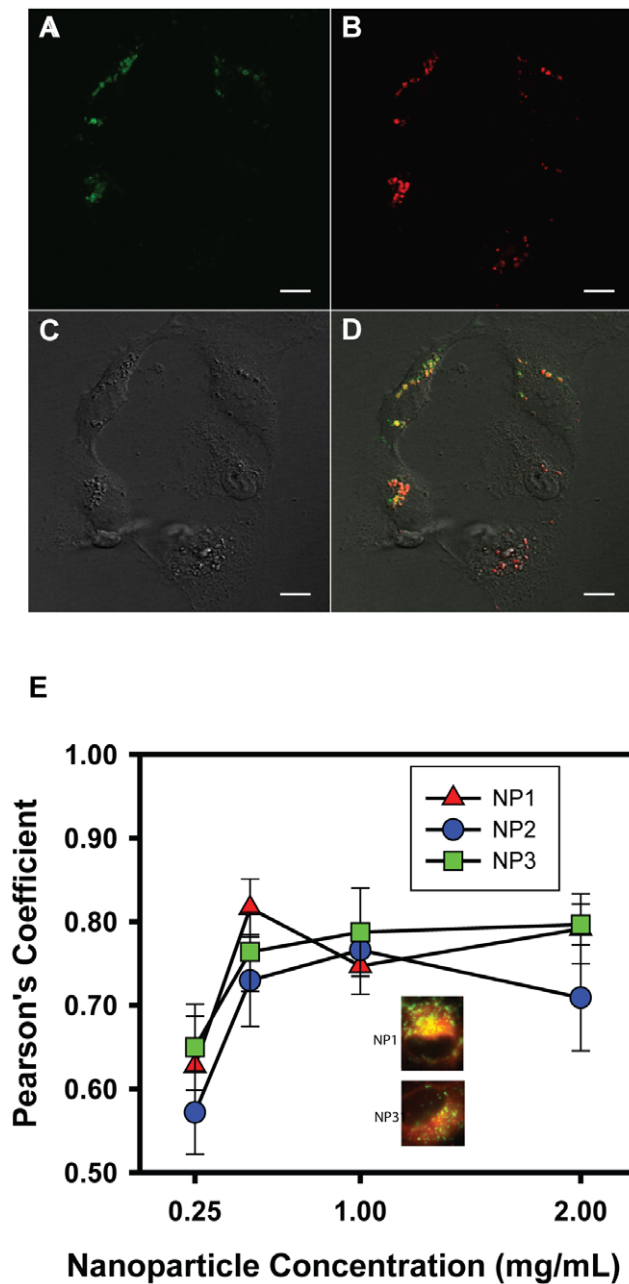 A
B
C
D
E
1.00
0.90
0.80
0.70
0.60
0.50
Pearson's Coefficient
NP1
NP2
NP3
NP1
NP3
0.25 1.00 2.00
Nanoparticle Concentration (mg/mL)